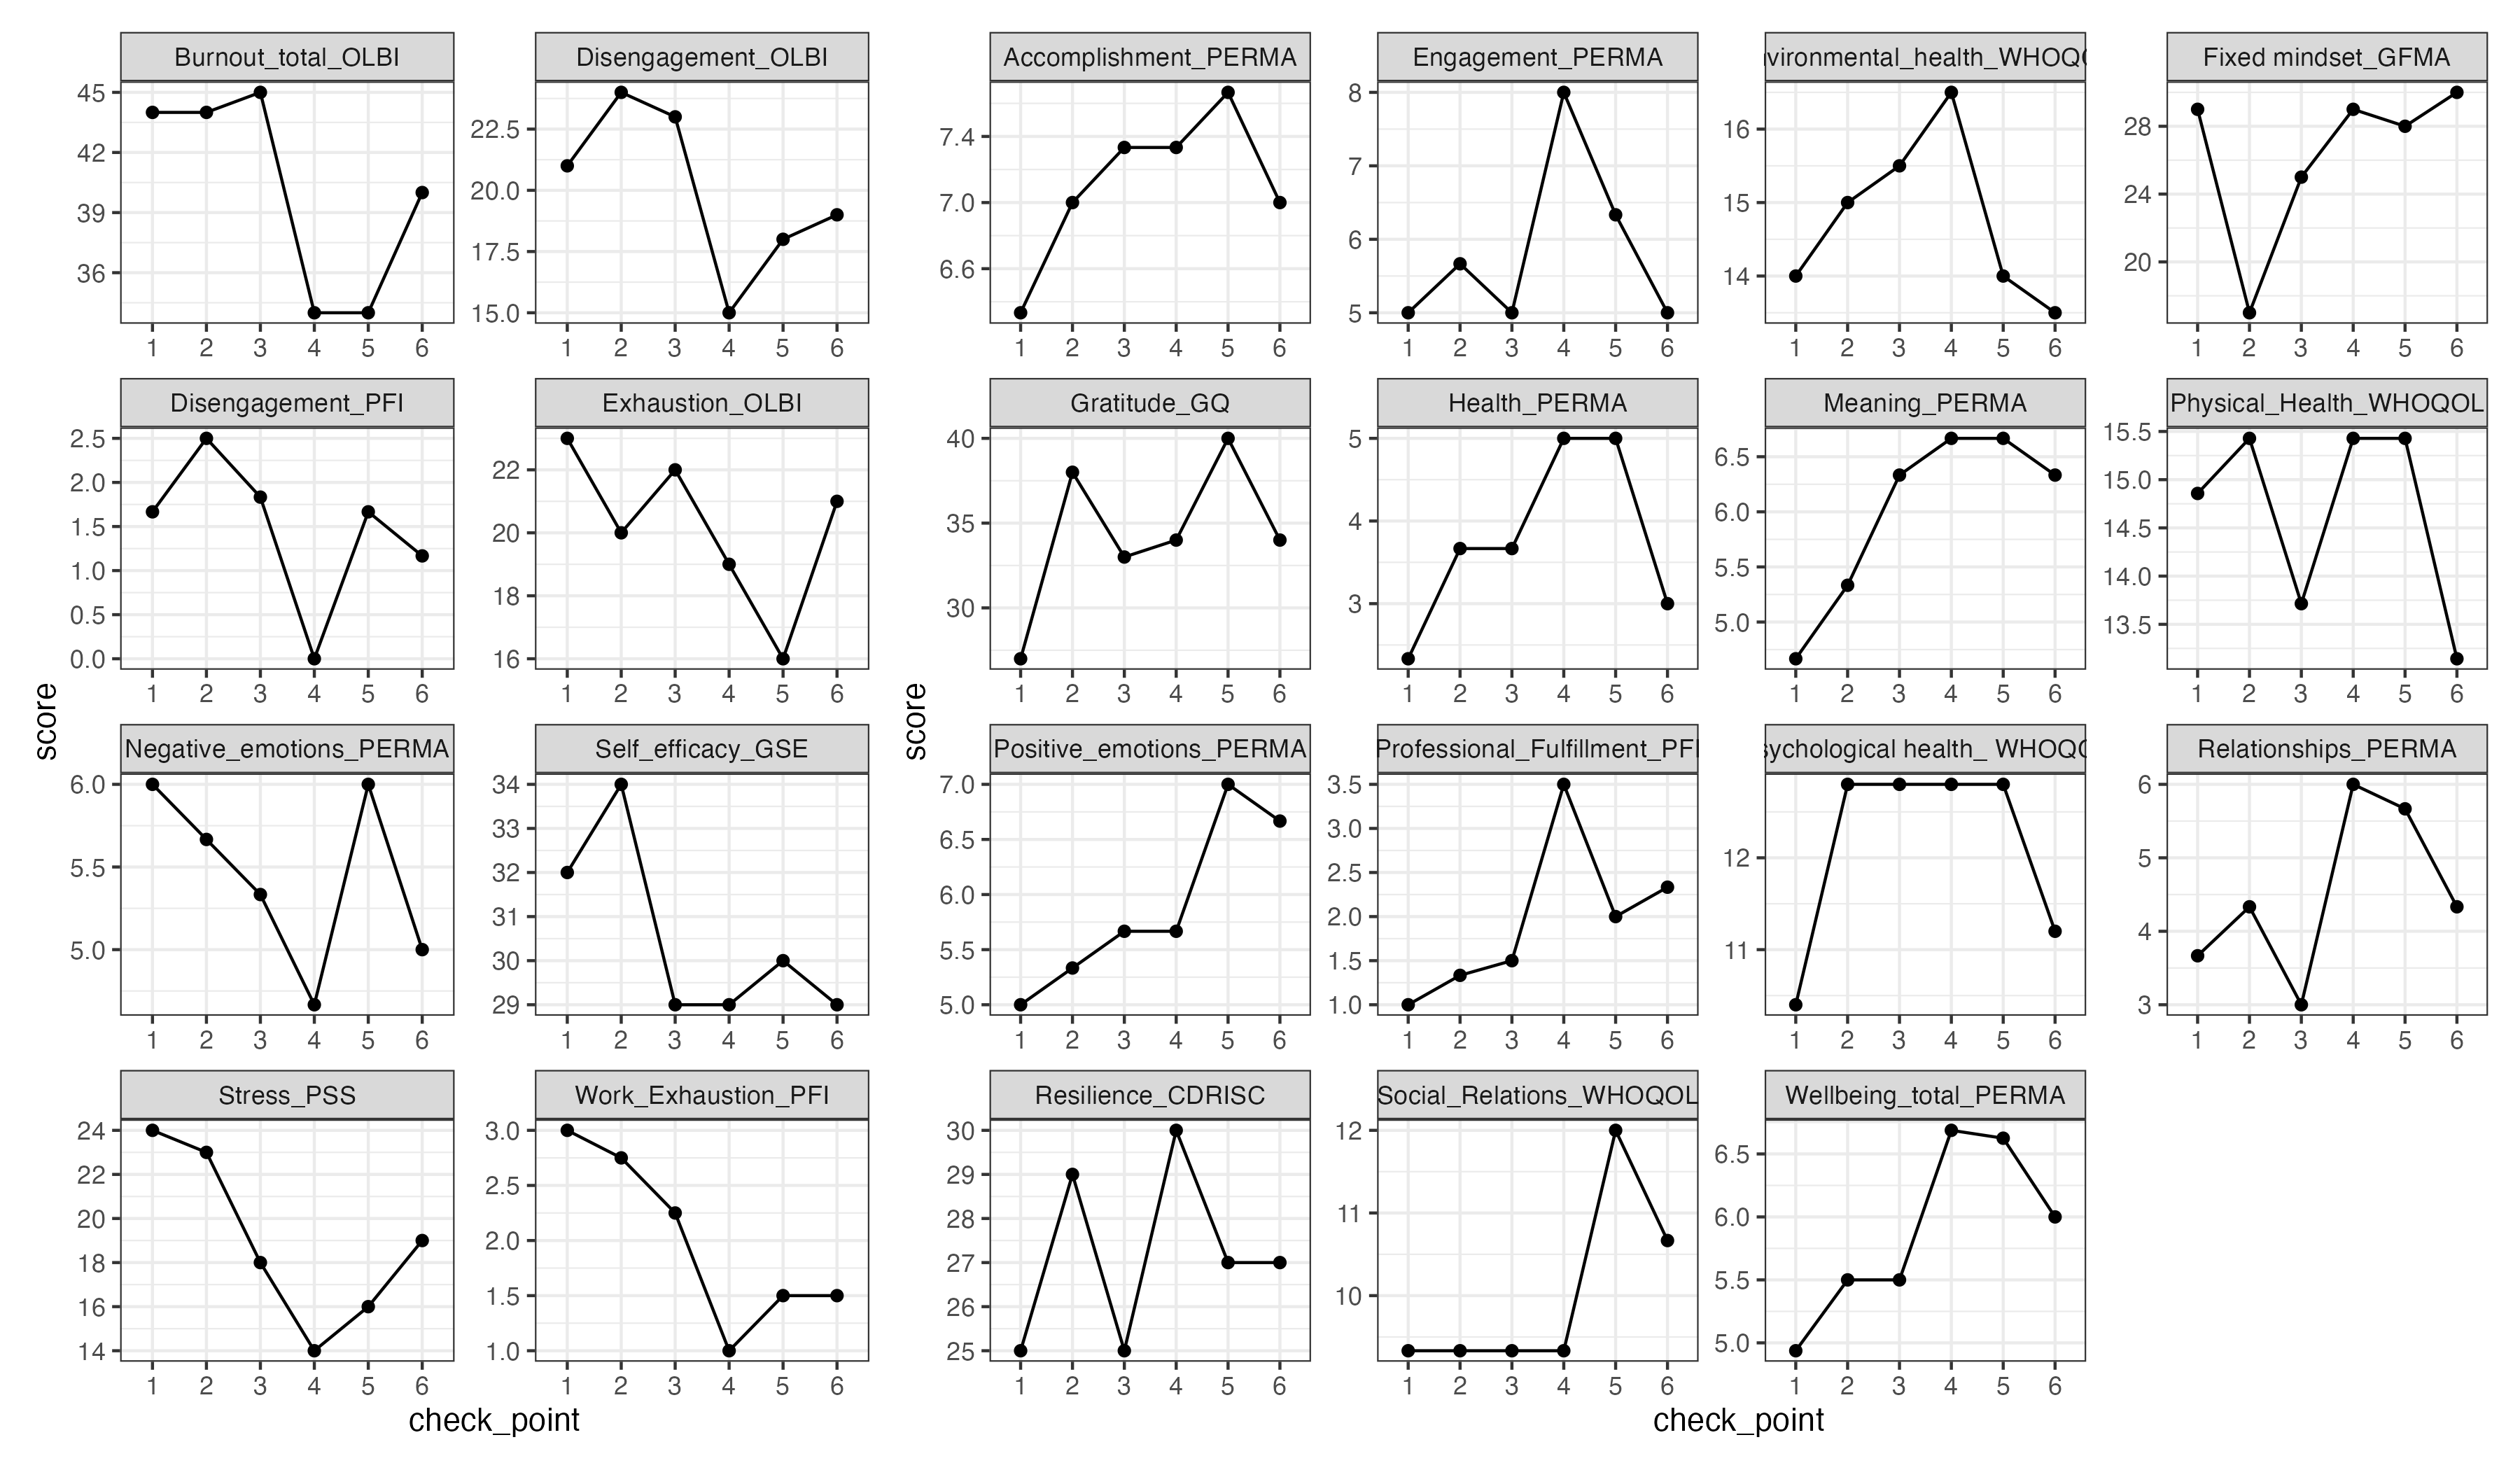 Burnout_total_OLBI
45
42
39
36
1 2 3 4 5 6
Disengagement_OLBI
22.5
20.0
17.5
15.0
1 2 3 4 5 6
Disengagement_PFI
2.5
2.0
1.5
1.0
0.5
0.0
1 2 3 4 5 6
Exhaustion_OLBI
22
20
18
16
1 2 3 4 5 6
Negative_emotions_PERMA
6.0
5.5
5.0
1 2 3 4 5 6
Self_efficacy_GSE
34
33
32
31
30
29
1 2 3 4 5 6
Stress_PSS
24
22
20
18
16
14
1 2 3 4 5 6
Work_Exhaustion_PFI
3.0
2.5
2.0
1.5
1.0
1 2 3 4 5 6
score
check_point
Accomplishment_PERMA
7.4
7.0
6.6
1 2 3 4 5 6
Engagement_PERMA
8
7
6
5
1 2 3 4 5 6
vironmental_health_WHOQO
16
15
14
1 2 3 4 5 6
Fixed mindset_GFMA
28
24
20
1 2 3 4 5 6
Gratitude_GQ
40
35
30
1 2 3 4 5 6
Health_PERMA
5
4
3
1 2 3 4 5 6
Meaning_PERMA
6.5
6.0
5.5
5.0
1 2 3 4 5 6
Physical_Health_WHOQOL
15.5
15.0
14.5
14.0
13.5
1 2 3 4 5 6
Positive_emotions_PERMA
7.0
6.5
6.0
5.5
5.0
1 2 3 4 5 6
Professional_Fulfillment_PFI
3.5
3.0
2.5
2.0
1.5
1.0
1 2 3 4 5 6
sychological health_ WHOQO
12
11
1 2 3 4 5 6
Relationships_PERMA
6
5
4
3
1 2 3 4 5 6
Resilience_CDRISC
30
29
28
27
26
25
1 2 3 4 5 6
Social_Relations_WHOQOL
12
11
10
1 2 3 4 5 6
Wellbeing_total_PERMA
6.5
6.0
5.5
5.0
1 2 3 4 5 6
score
check_point